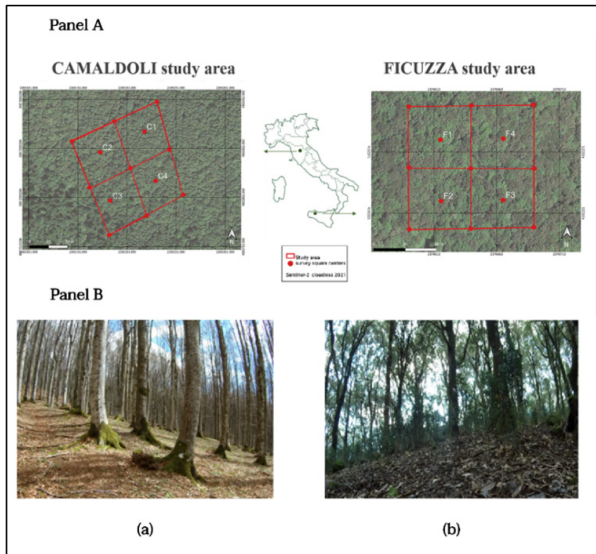 Panel A
CAMALDOLI study area
FICUZZA study area
C1
C2
C3
C4
F1
F4
F2
F3
N
N
Study area
survey square centers
Sentinel-2 cloudless 2021
Panel B
(a)
(b)